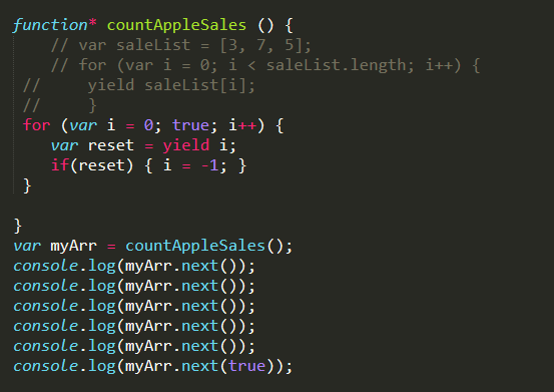 function* countAppleSales () {
    // var saleList = [3, 7, 5];
    // for (var i = 0; i < saleList.length; i++) {
 //     yield saleList[i];
 //     }
 for (var i = 0; true; i++) {
    var reset = yield i;
    if(reset) { i = -1; }
 }
}
var myArr = countAppleSales();
console.log(myArr.next());
console.log(myArr.next());
console.log(myArr.next());
console.log(myArr.next());
console.log(myArr.next());
console.log(myArr.next(true));